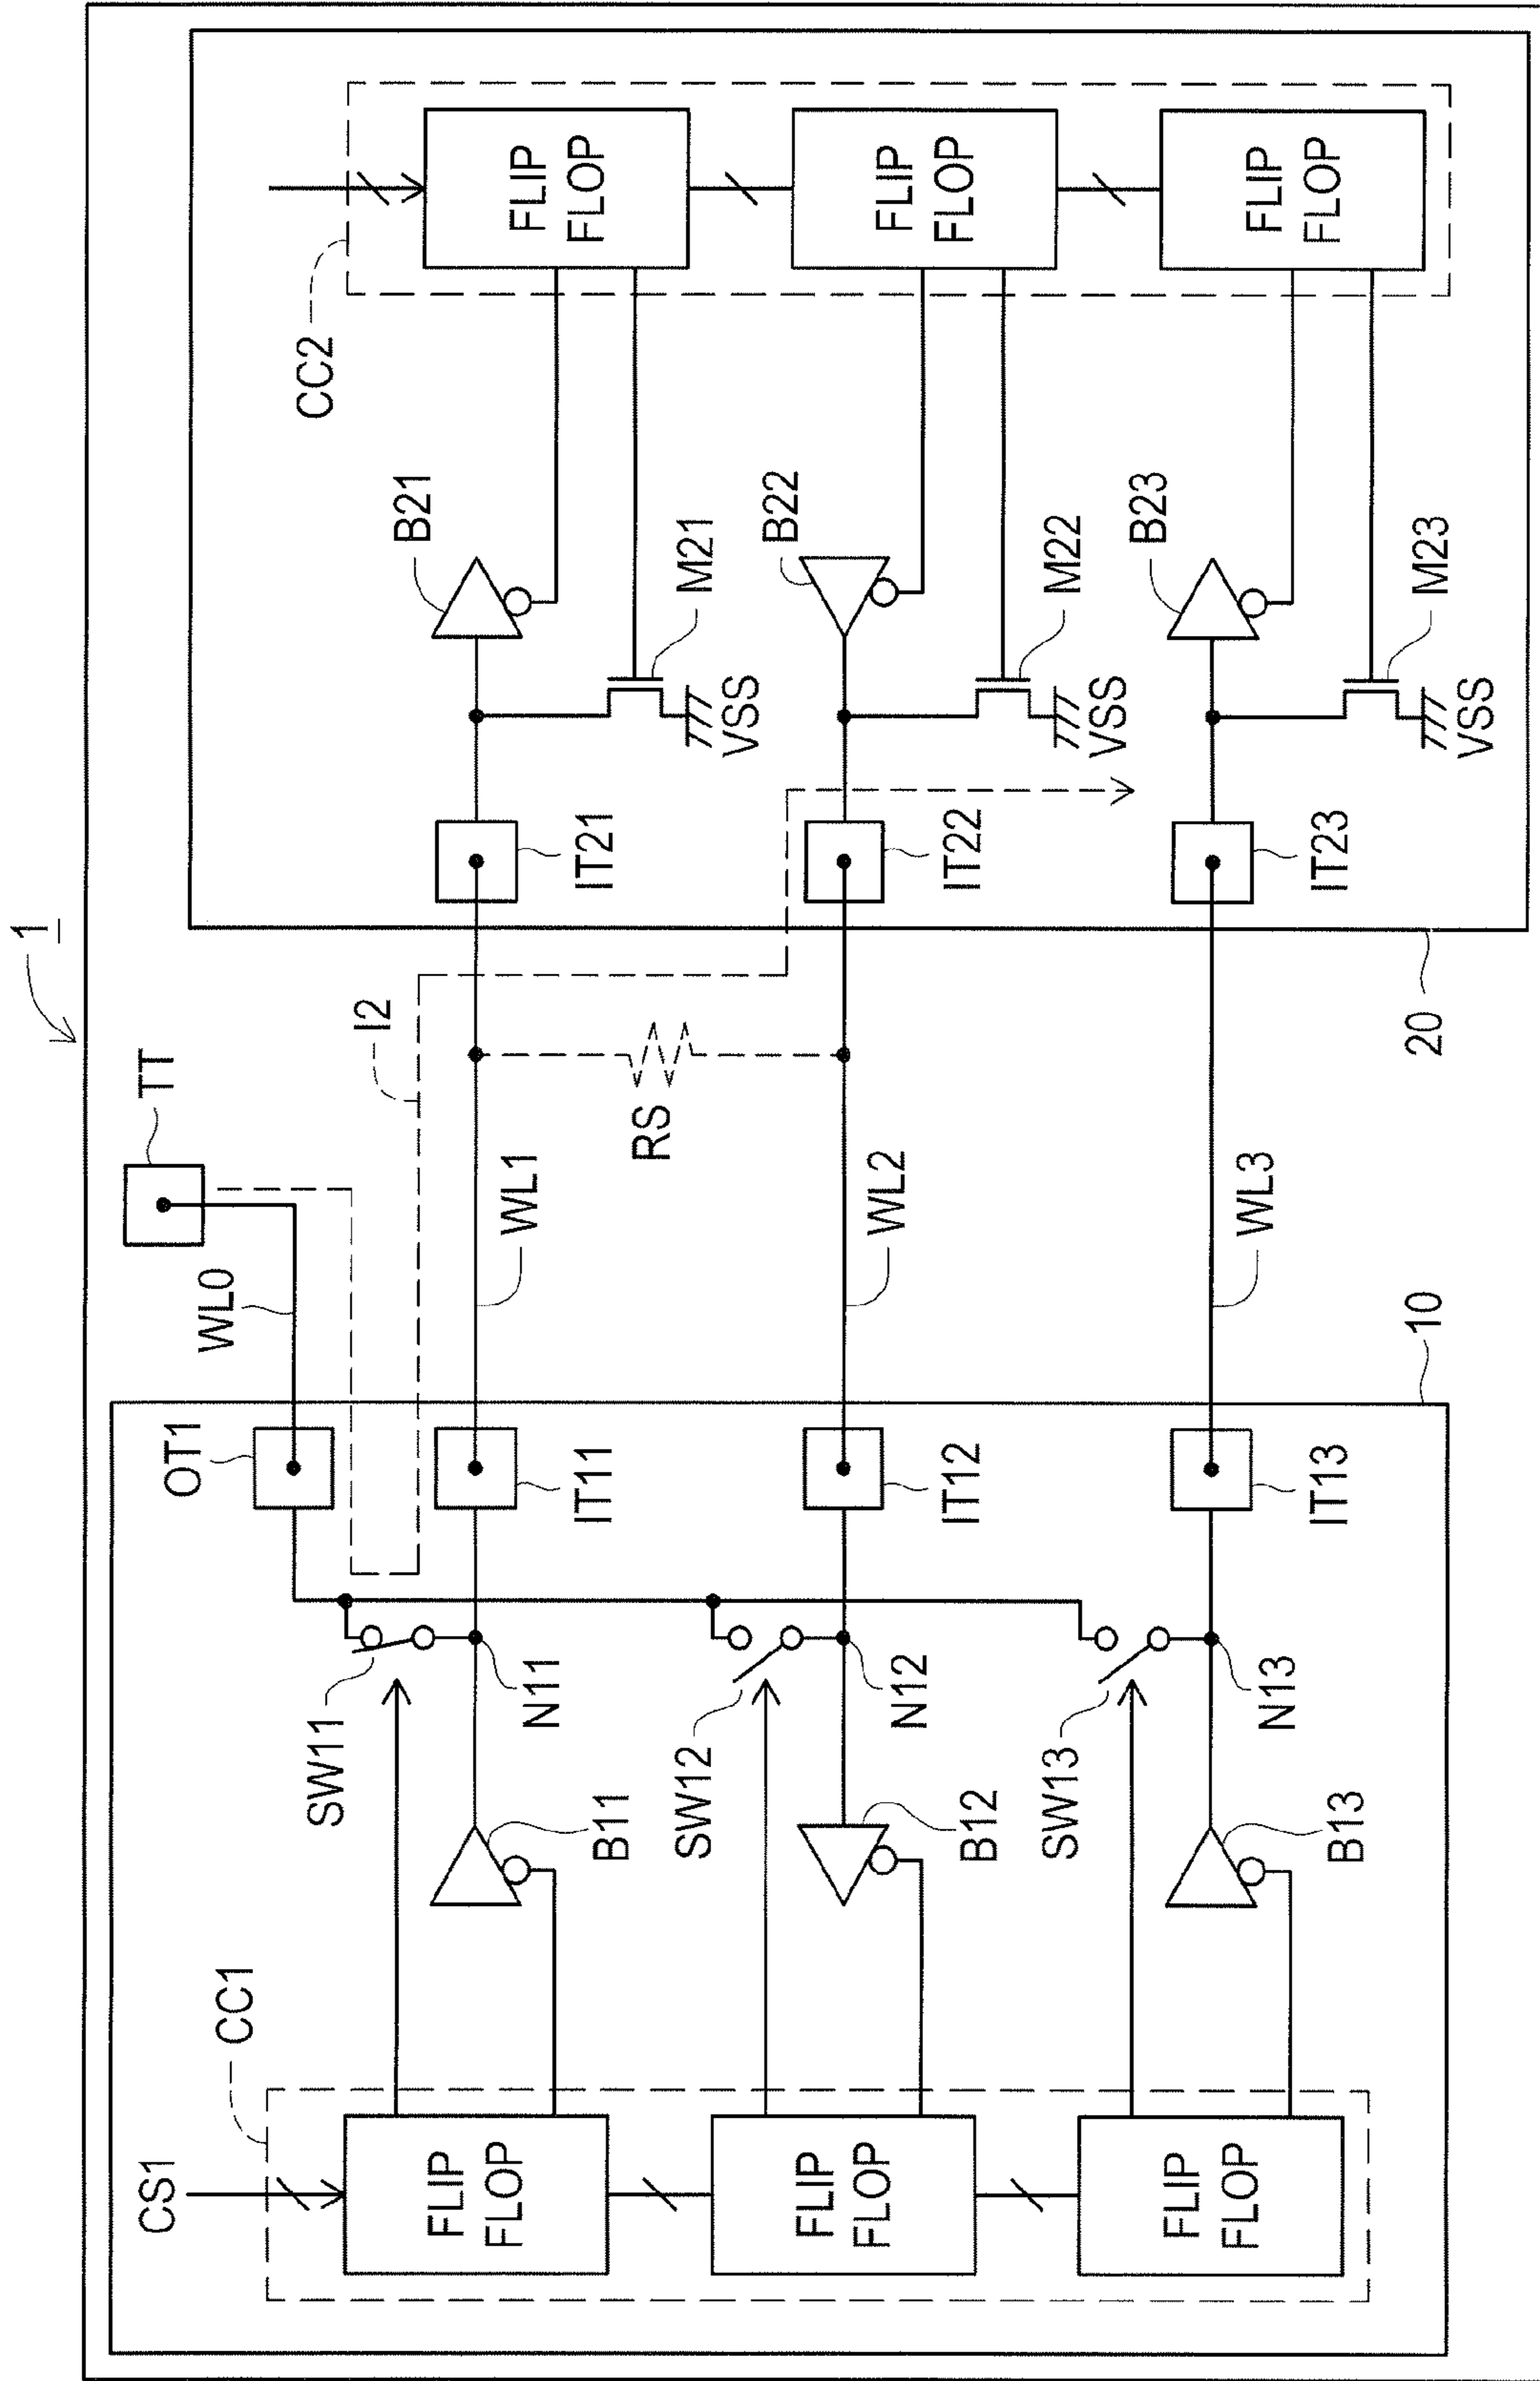 1
CC2
FLIP
FLOP
FLIP
FLOP
FLIP
FLOP
B21
M21
VSS
B22
M22
VSS
B23
M23
VSS
IT21
IT22
IT23
20
I2
TT
RS
WL0
WL1
WL2
WL3
10
OT1
IT11
IT12
IT13
SW11
N11
SW12
N12
SW13
N13
B11
B12
B13
CC1
CS1
FLIP
FLOP
FLIP
FLOP
FLIP
FLOP